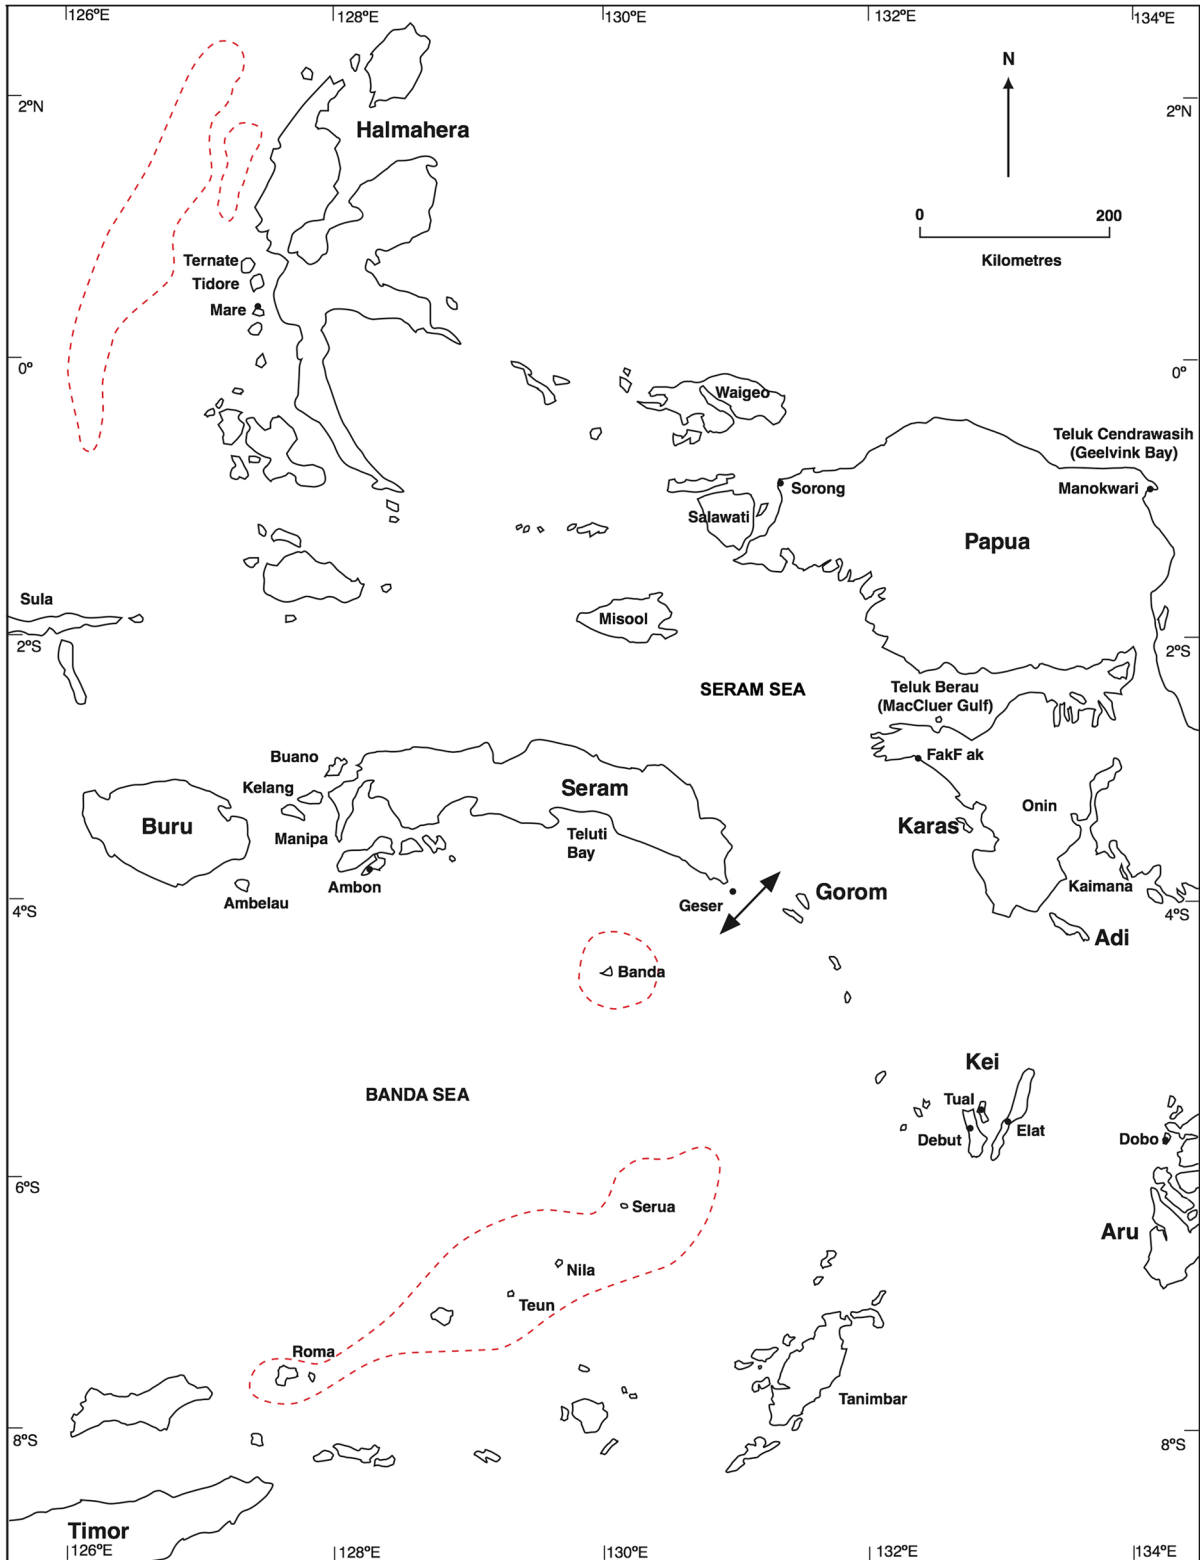 126ºE
128ºE
130ºE
132ºE
134ºE
N
2ºN
2ºN
Halmahera
0
200
Kilometres
Ternate
Tidore
Mare
0º
0º
Waigeo
Teluk Cendrawasih
(Geelvink Bay)
Sorong
Manokwari
Salawati
Papua
Sula
Misool
2ºS
2ºS
SERAM SEA
Teluk Berau
(MacCluer Gulf)
Buano
FakF ak
Kelang
Seram
Onin
Buru
Manipa
Teluti
Bay
Karas
Ambon
Kaimana
Ambelau
Geser
Gorom
4ºS
4ºS
Adi
Banda
Kei
BANDA SEA
Tual
Debut
Elat
Dobo
6ºS
Serua
Aru
Nila
Teun
Roma
Tanimbar
8ºS
8ºS
Timor
126ºE
128ºE
130ºE
132ºE
134ºE